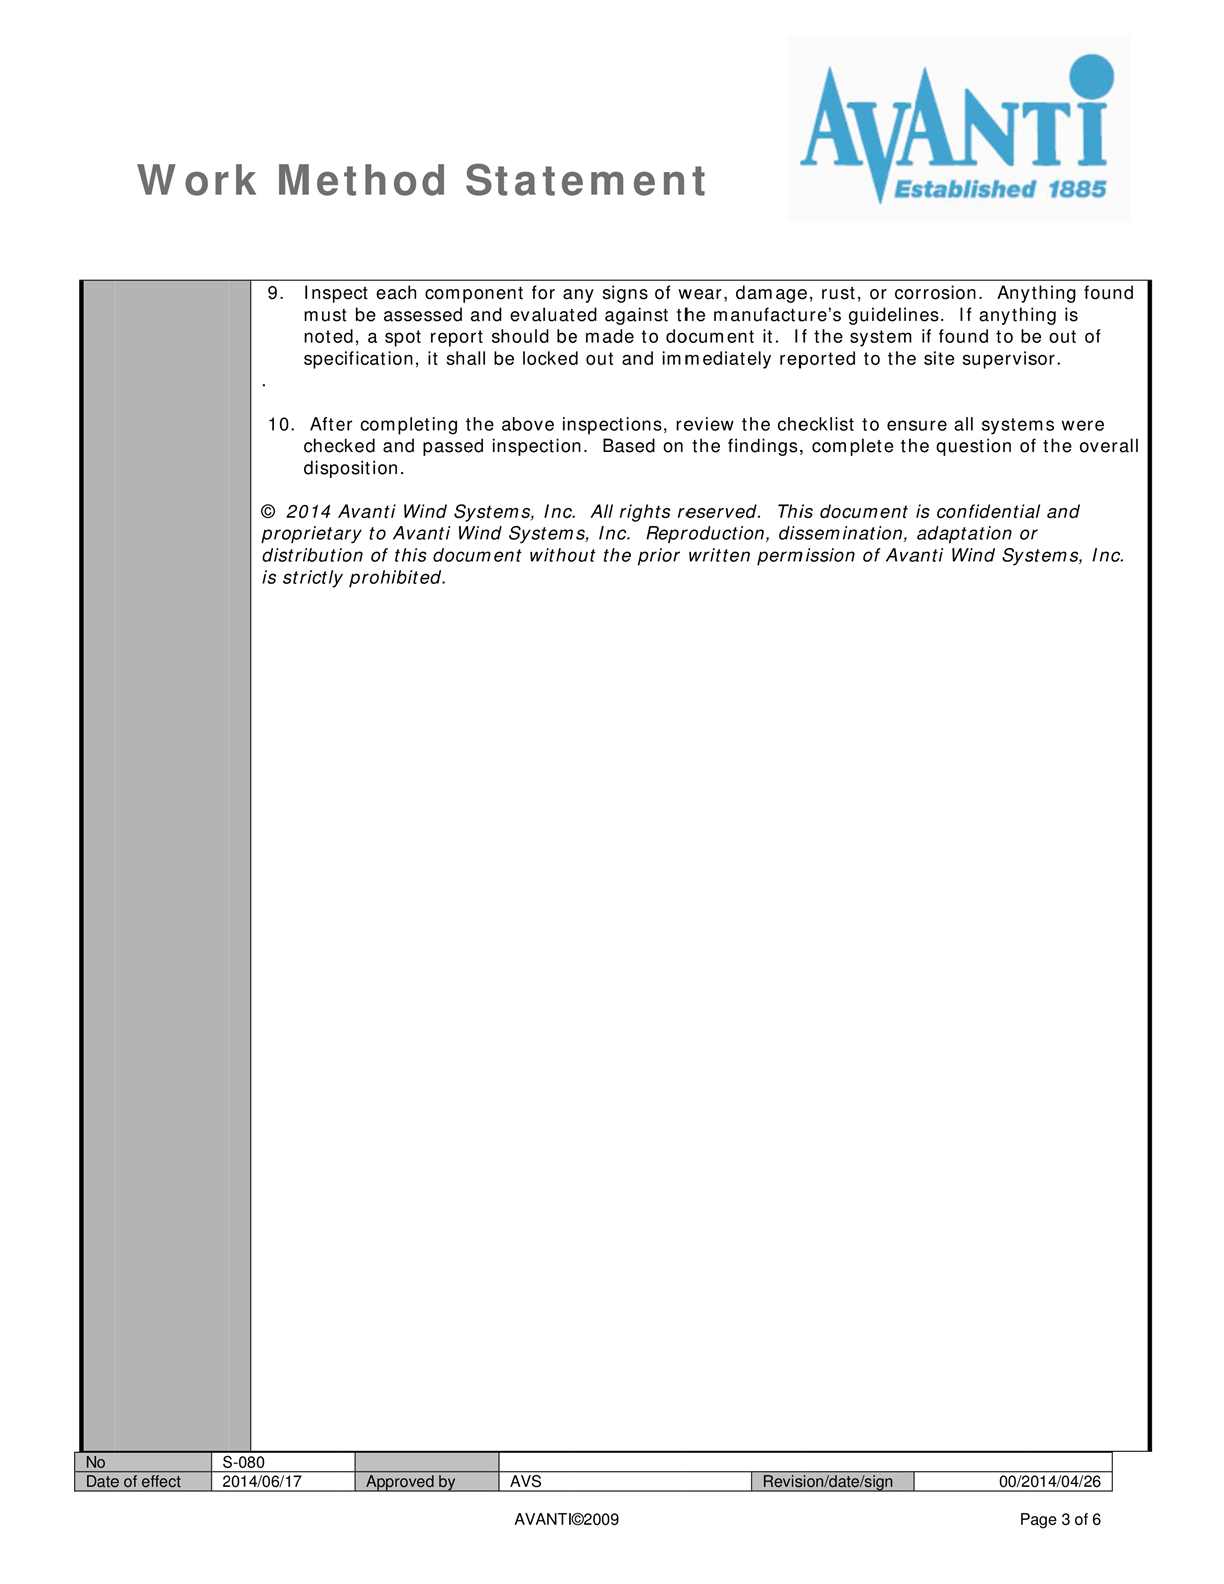 AVANTI
Established 1885
Work Method Statement
9. Inspect each component for any signs of wear, damage, rust, or corrosion. Anything found
must be assessed and evaluated against the manufacture's guidelines. If anything is
noted, a spot report should be made to document it. If the system if found to be out of
specification, it shall be locked out and immediately reported to the site supervisor.
.
10. After completing the above inspections, review the checklist to ensure all systems were
checked and passed inspection. Based on the findings, complete the question of the overall
disposition.
© 2014 Avanti Wind Systems, Inc. All rights reserved. This document is confidential and
proprietary to Avanti Wind Systems, Inc. Reproduction, dissemination, adaptation or
distribution of this document without the prior written permission of Avanti Wind Systems, Inc.
is strictly prohibited.
No S-080
Date of effect 2014/06/17 Approved by AVS Revision/date/sign 00/2014/04/26
AVANTI©2009 Page 3 of 6